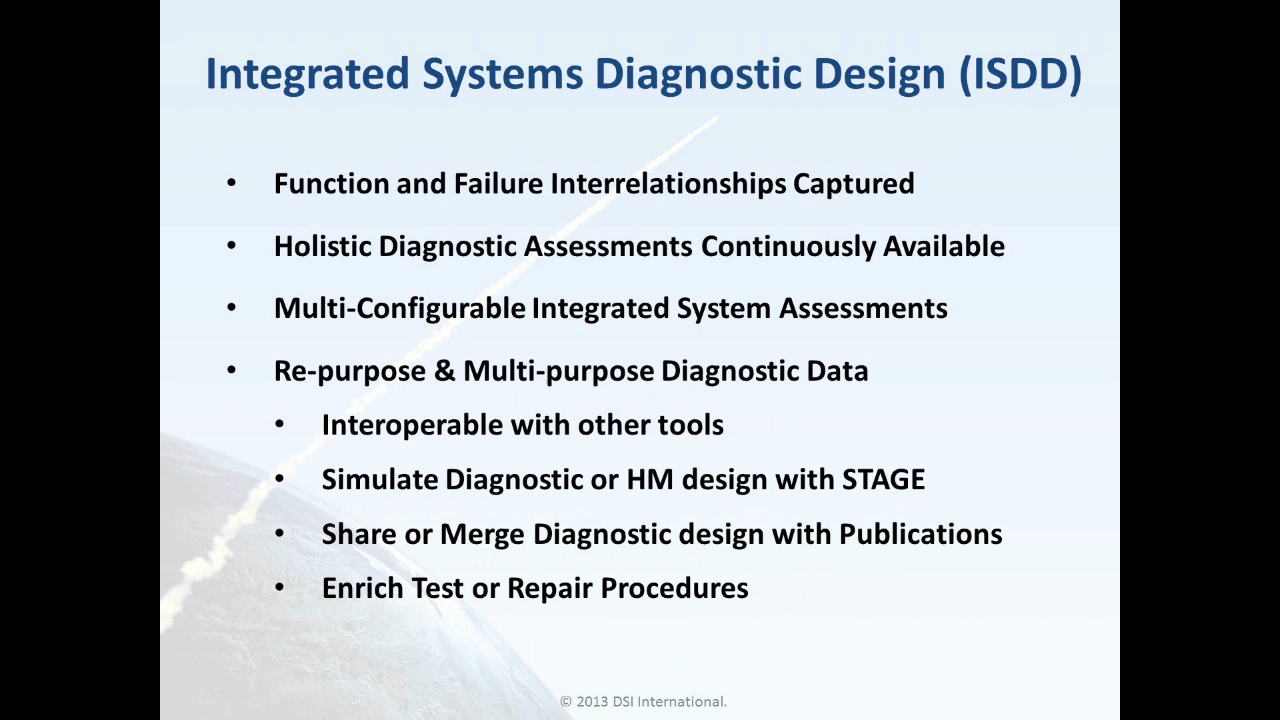 Integrated Systems Diagnostic Design (ISDD)
• Function and Failure Interrelationships Captured
• Holistic Diagnostic Assessments Continuously Available
• Multi-Configurable Integrated System Assessments
• Re-purpose & Multi-purpose Diagnostic Data
• Interoperable with other tools
• Simulate Diagnostic or HM design with STAGE
• Share or Merge Diagnostic design with Publications
• Enrich Test or Repair Procedures
© 2013 DSI International.